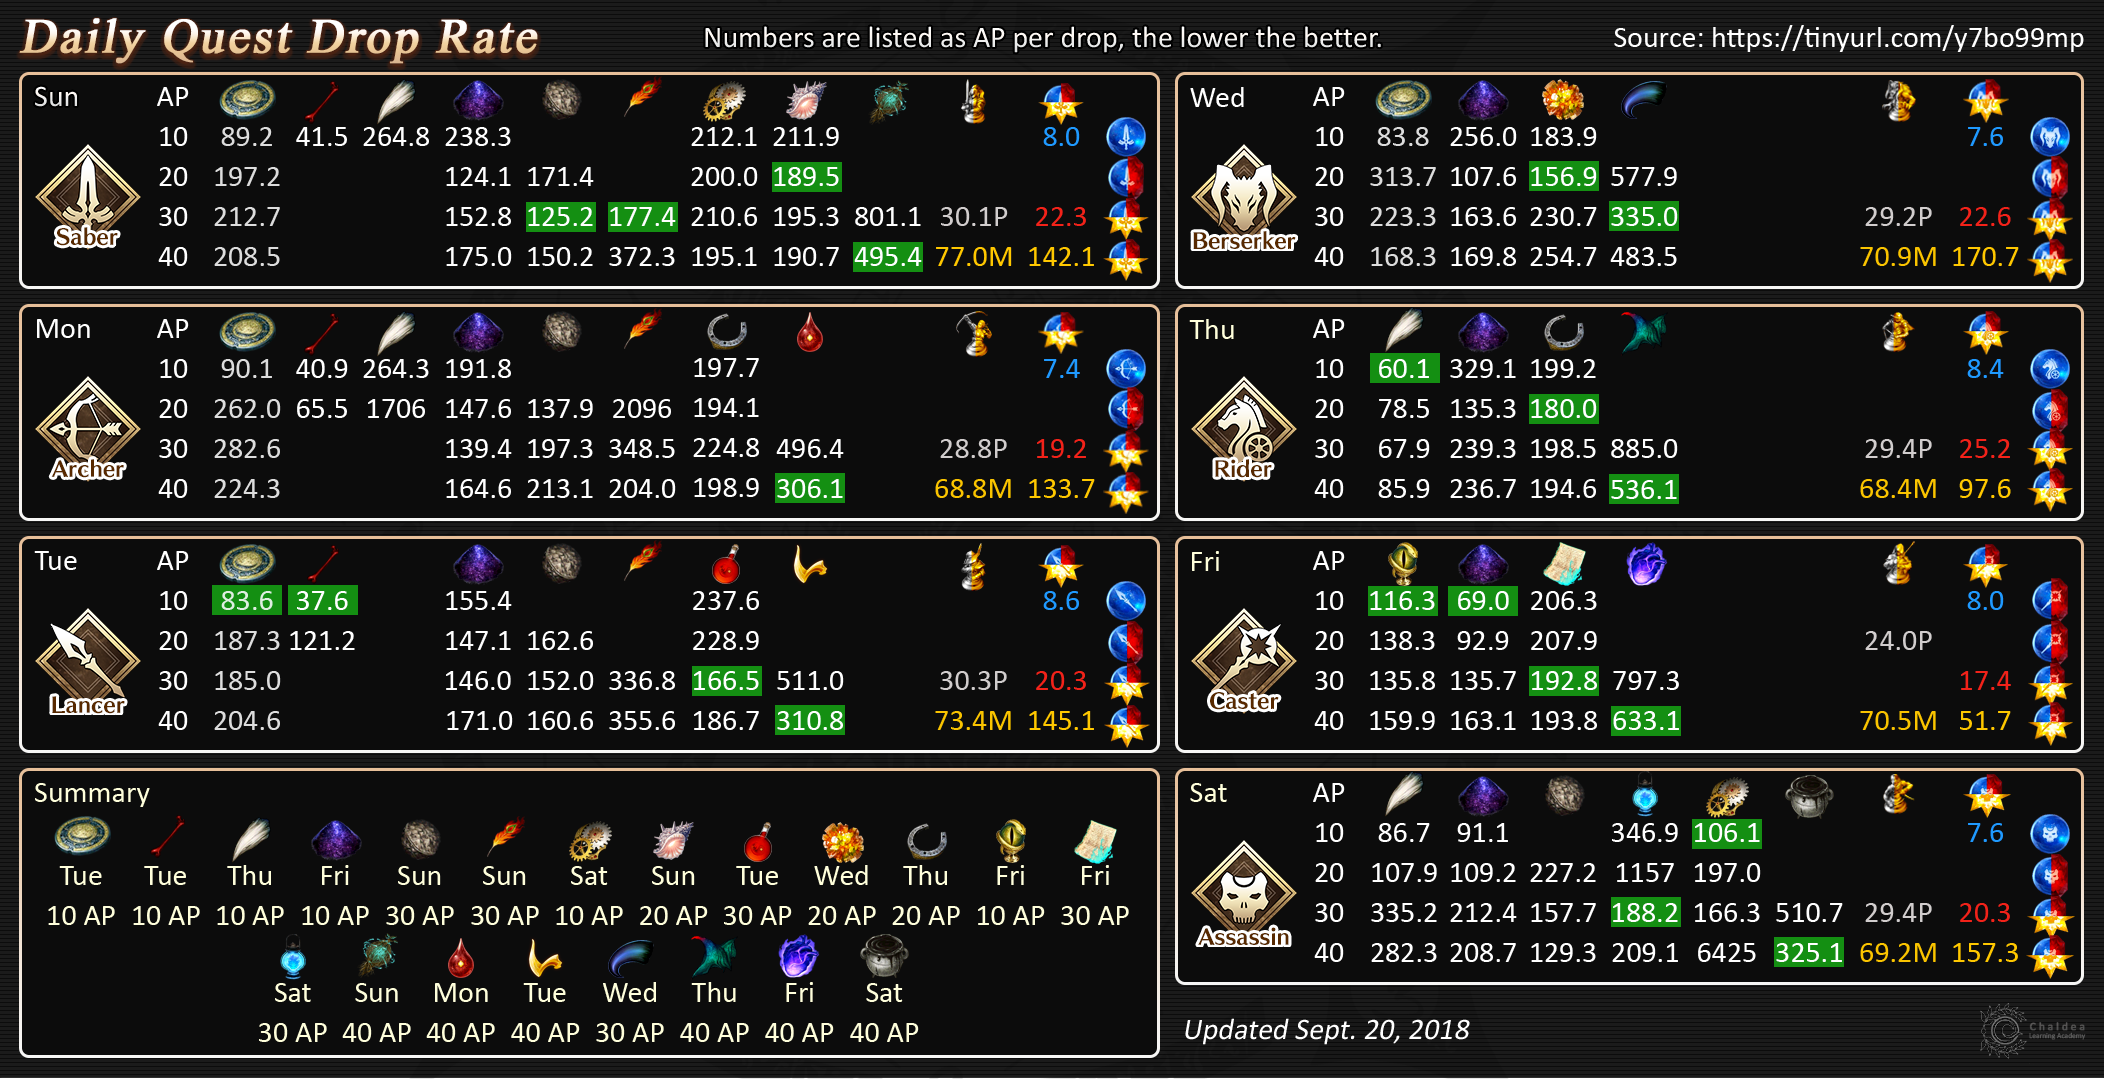 Daily Quest Drop Rate
Numbers are listed as AP per drop, the lower the better.
Source: https://tinyurl.com/y7bo99mp
Sun AP
10 89.2 41.5 264.8 238.3 212.1 211.9 8.0
20 197.2 124.1 171.4 200.0 189.5
30 212.7 152.8 125.2 177.4 210.6 195.3 801.1 30.1P 22.3
Saber
40 208.5 175.0 150.2 372.3 195.1 190.7 495.4 77.0M 142.1
Mon AP
10 90.1 40.9 264.3 191.8 197.7 7.4
20 262.0 65.5 1706 147.6 137.9 2096 194.1
30 282.6 139.4 197.3 348.5 224.8 496.4 28.8P 19.2
Archer
40 224.3 164.6 213.1 204.0 198.9 306.1 68.8M 133.7
Tue AP
10 83.6 37.6 155.4 237.6 8.6
20 187.3 121.2 147.1 162.6 228.9
30 185.0 146.0 152.0 336.8 166.5 511.0 30.3P 20.3
Lancer
40 204.6 171.0 160.6 355.6 186.7 310.8 73.4M 145.1
Summary
Tue Tue Thu Fri Sun Sun Sat Sun Tue Wed Thu Fri Fri
10 AP 10 AP 10 AP 10 AP 30 AP 30 AP 10 AP 20 AP 30 AP 20 AP 20 AP 10 AP 30 AP
Sat Sun Mon Tue Wed Thu Fri Sat
30 AP 40 AP 40 AP 40 AP 30 AP 40 AP 40 AP 40 AP
Wed AP
10 83.8 256.0 183.9 7.6
20 313.7 107.6 156.9 577.9
30 223.3 163.6 230.7 335.0 29.2P 22.6
Berserker
40 168.3 169.8 254.7 483.5 70.9M 170.7
Thu AP
10 60.1 329.1 199.2 8.4
20 78.5 135.3 180.0
30 67.9 239.3 198.5 885.0 29.4P 25.2
Rider
40 85.9 236.7 194.6 536.1 68.4M 97.6
Fri AP
10 116.3 69.0 206.3 8.0
20 138.3 92.9 207.9 24.0P
30 135.8 135.7 192.8 797.3 17.4
Caster
40 159.9 163.1 193.8 633.1 70.5M 51.7
Sat AP
10 86.7 91.1 346.9 106.1 7.6
20 107.9 109.2 227.2 1157 197.0
30 335.2 212.4 157.7 188.2 166.3 510.7 29.4P 20.3
Assassin
40 282.3 208.7 129.3 209.1 6425 325.1 69.2M 157.3
Updated Sept. 20, 2018
Chaldea
Learning Academy